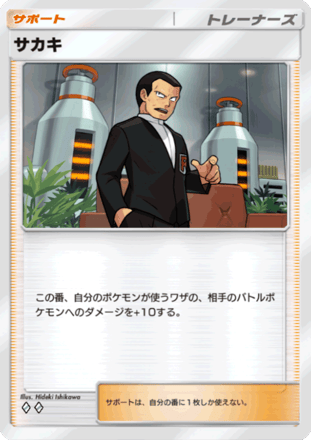 サポート
トレーナーズ
サカキ
この番、自分のポケモンが使うワザの、相手のバトルポ
ケモンへのダメージを+10する。
Illus. Hideki Ishikawa
サポートは、自分の番に1枚しか使えない。